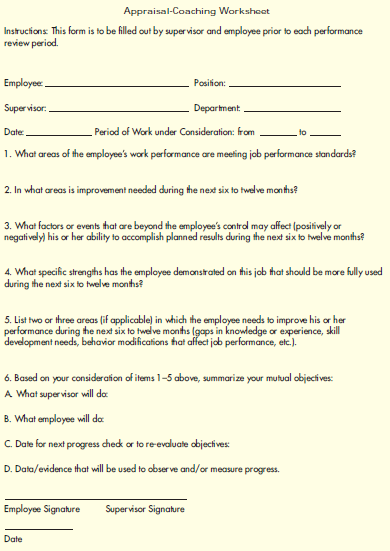 Appraisal-Coaching Worksheet
Instructions: This form is to be filled out by supervisor and employee prior to each performance
review period.
Employee: Position:
Supervisor: Department:
Date: Period of Work under Consideration: from to
1. What areas of the employee's work performance are meeting job performance standards?
2. In what areas is improvement needed during the next six to twelve months?
3. What factors or events that are beyond the employee's control may affect (positively or
negatively) his or her ability to accomplish planned results during the next six to twelve months?
4. What specific strengths has the employee demonstrated on this job that should be more fully used
during the next six to twelve months?
5. List two or three areas (if applicable) in which the employee needs to improve his or her
performance during the next six to twelve months (gaps in knowledge or experience, skill
development needs, behavior modifications that affect job performance, etc.).
6. Based on your consideration of items 1–5 above, summarize your mutual objectives:
A. What supervisor will do:
B. What employee will do:
C. Date for next progress check or to re-evaluate objectives:
D. Data/evidence that will be used to observe and/or measure progress.
Employee Signature Supervisor Signature
Date